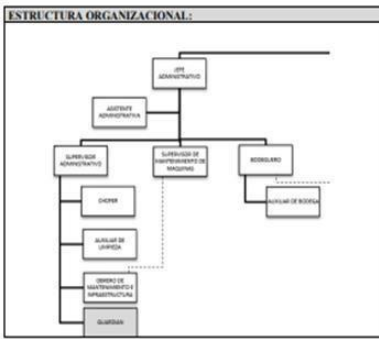 ESTRUCTURA ORGANIZACIONAL:
JEFE
ADMINISTRATIVO
ASISTENTE
ADMINISTRATIVA
SUPERVISOR
ADMINISTRATIVO
SUPERVISOR DE
MANTENIMIENTO DE
MAQUINAS
BODEGUERO
CHOFER
AUXILIAR DE BODEGA
AUXILIAR DE
LIMPIEZA
OBRERO DE
MANTENIMIENTO E
INFRAESTRUCTURA
GUARDIAN